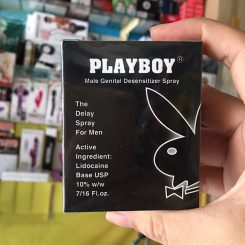 PLAYBOY®
Male Genital Desensitizer Spray
The
Delay
Spray
For Men
Active
Ingredient:
Lidocaine
Base USP
10% w/w
7/16 Fl.oz.